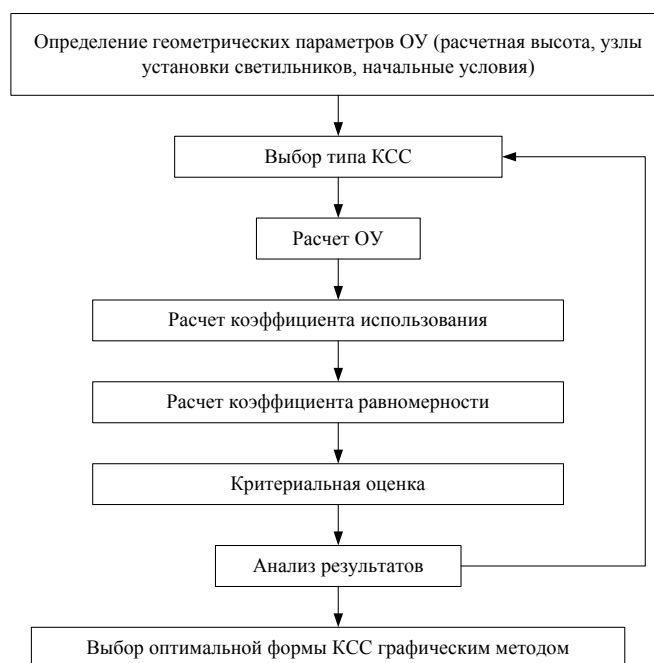 Определение геометрических параметров ОУ (расчетная высота, узлы
установки светильников, начальные условия)
Выбор типа КСС
Расчет ОУ
Расчет коэффициента использования
Расчет коэффициента равномерности
Критериальная оценка
Анализ результатов
Выбор оптимальной формы КСС графическим методом